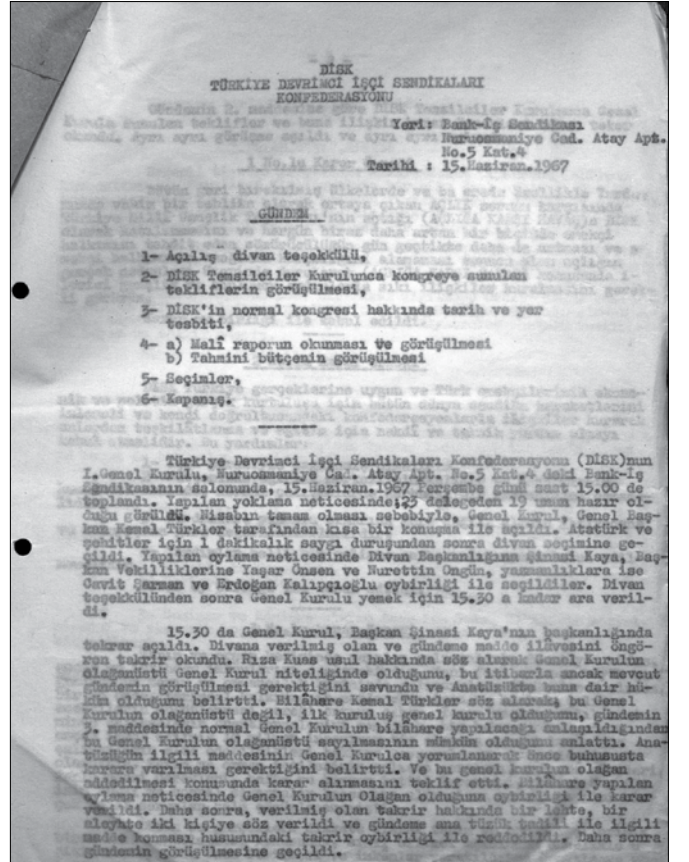 DİSK
TÜRKİYE DEVRİMCİ İŞÇİ SENDİKALARI
KONFEDERASYONU
Yeri: Bank-İş Sendikası
Nuruosmaniye Cad. Atay Apt.
No.5 Kat.4
Tarihi : 15.Haziran.1967
GÜNDEM
1- Açılış divan teşekkülü,
2- DİSK Temsilciler Kurulunca kongreye sunulan
tekliflerin görüşülmesi,
3- DİSK'in normal kongresi hakkında tarih ve yer
tesbiti,
4- a) Malî raporun okunması ve görüşülmesi
b) Tahmini bütçenin görüşülmesi
5- Seçimler,
6- Kapanış.
Türkiye Devrimci İşçi Sendikaları Konfederasyonu (DİSK)nun
I.Genel Kurulu, Nuruosmaniye Cad. Atay Apt. No.5 Kat.4 deki Bank-İş
Sendikasının salonunda, 15.Haziran.1967 Perşembe günü saat 15.00 de
toplandı. Yapılan yoklama neticesinde;23 delegeden 19 unun hazır ol-
duğu görüldü. Nisabın tamam olması sebebiyle, Genel Kurul, Genel Baş-
kan Kemal Türkler tarafından kısa bir konuşma ile açıldı. Atatürk ve
şehitler için 1 dakikalık saygı duruşundan sonra divan seçimine ge-
çildi. Yapılan oylama neticesinde Divan Başkanlığına Şinasi Kaya, Baş-
kan Vekilliklerine Yaşar Önsen ve Nurettin Öngün, yazmanlıklara ise
Cavit Şarman ve Erdoğan Kalıpçıoğlu oybirliği ile seçildiler. Divan
teşekkülünden sonra Genel Kurulu yemek için 15.30 a kadar ara veril-
di.
15.30 da Genel Kurul, Başkan Şinasi Kaya'nın başkanlığında
tekrar açıldı. Divana verilmiş olan ve gündeme madde ilâvesini öngö-
ren takrir okundu. Rıza Kuas usul hakkında söz alarak Genel Kurulun
olağanüstü Genel Kurul niteliğinde olduğunu, bu itibarla ancak mevcut
gündemin görüşülmesi gerektiğini savundu ve Anatüzükte buna dair hü-
küm olduğunu belirtti. Bilâhare Kemal Türkler söz alarak, bu Genel
Kurulun olağanüstü değil, ilk kuruluş genel kurulu olduğunu, gündemin
3. maddesinde normal Genel Kurulun bilâhare yapılacağı anlaşıldığından
bu Genel Kurulun olağanüstü sayılmasının mümkün olduğunu anlattı. Ana-
tüzüğün ilgili maddesinin Genel Kurulca yorumlanarak önce buhususta
karara varılması gerektiğini belirtti. Ve bu genel kurulun olağan
addedilmesi konusunda karar alınmasını teklif etti. Bilâhare yapılan
oylama neticesinde Genel Kurulun Olağan olduğuna oybirliği ile karar
verildi. Daha sonra, verilmiş olan takrir hakkında bir lehte, bir
aleyhte iki kişiye söz verildi ve gündeme ana tüzük tadili ile ilgili
madde konması hususundaki takrir oybirliği ile reddedildi. Daha sonra
gündemin görüşülmesine geçildi.